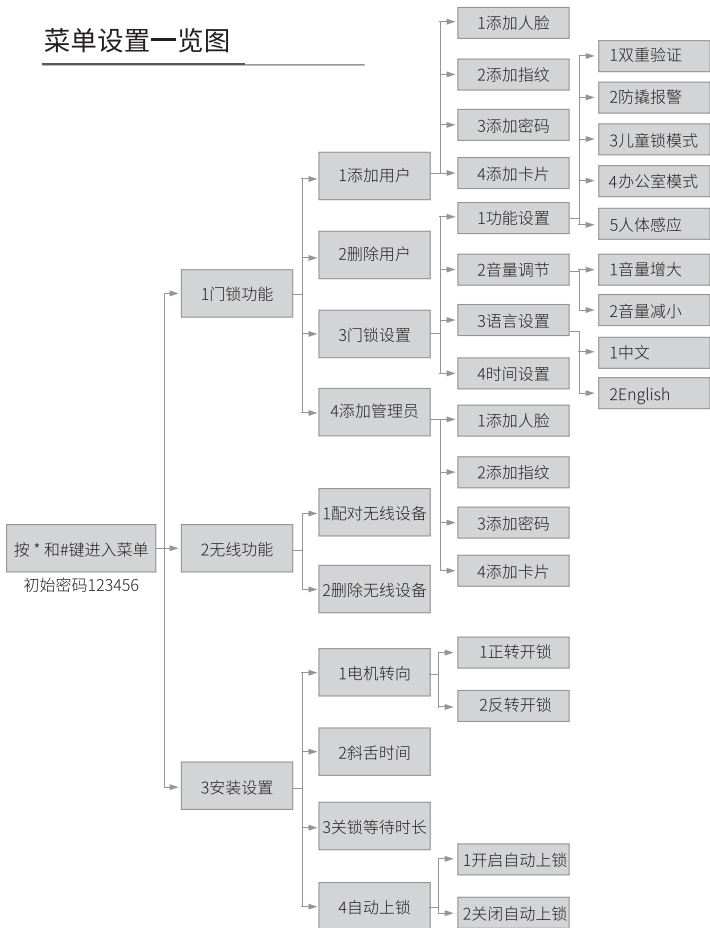 菜单设置一览图
按 * 和#键进入菜单
初始密码123456
1门锁功能
1添加用户
1添加人脸
2添加指纹
3添加密码
4添加卡片
2删除用户
3门锁设置
1功能设置
1双重验证
2防撬报警
3儿童锁模式
4办公室模式
5人体感应
2音量调节
1音量增大
2音量减小
3语言设置
1中文
2English
4时间设置
4添加管理员
1添加人脸
2添加指纹
3添加密码
4添加卡片
2无线功能
1配对无线设备
2删除无线设备
3安装设置
1电机转向
1正转开锁
2反转开锁
2斜舌时间
3关锁等待时长
4自动上锁
1开启自动上锁
2关闭自动上锁